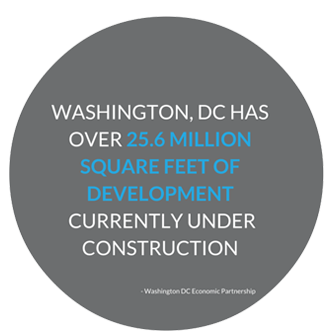 WASHINGTON, DC HAS
OVER 25.6 MILLION
SQUARE FEET OF
DEVELOPMENT
CURRENTLY UNDER
CONSTRUCTION
- Washington DC Economic Partnership